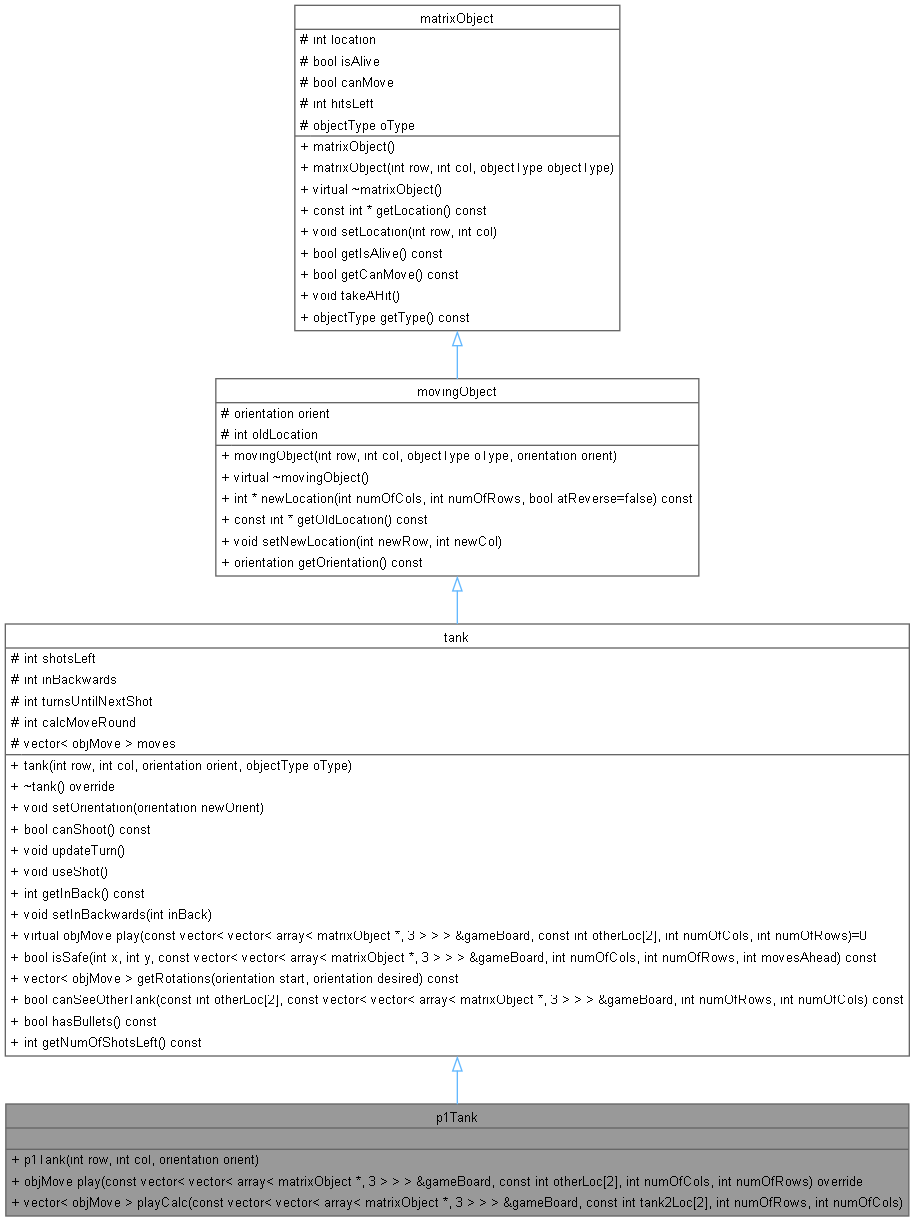 matrixObject
# int location
# bool isAlive
# bool canMove
# int hitsLeft
# objectType oType
+ matrixObject()
+ matrixObject(int row, int col, objectType objectType)
+ virtual ~matrixObject()
+ const int * getLocation() const
+ void setLocation(int row, int col)
+ bool getIsAlive() const
+ bool getCanMove() const
+ void takeAHit()
+ objectType getType() const
movingObject
# orientation orient
# int oldLocation
+ movingObject(int row, int col, objectType oType, orientation orient)
+ virtual ~movingObject()
+ int * newLocation(int numOfCols, int numOfRows, bool atReverse=false) const
+ const int * getOldLocation() const
+ void setNewLocation(int newRow, int newCol)
+ orientation getOrientation() const
tank
# int shotsLeft
# int inBackwards
# int turnsUntilNextShot
# int calcMoveRound
# vector< objMove > moves
+ tank(int row, int col, orientation orient, objectType oType)
+ ~tank() override
+ void setOrientation(orientation newOrient)
+ bool canShoot() const
+ void updateTurn()
+ void useShot()
+ int getInBack() const
+ void setInBackwards(int inBack)
+ virtual objMove play(const vector< vector< array< matrixObject *, 3 > > > &gameBoard, const int otherLoc[2], int numOfCols, int numOfRows)=0
+ bool isSafe(int x, int y, const vector< vector< array< matrixObject *, 3 > > > &gameBoard, int numOfCols, int numOfRows, int movesAhead) const
+ vector< objMove > getRotations(orientation start, orientation desired) const
+ bool canSeeOtherTank(const int otherLoc[2], const vector< vector< array< matrixObject *, 3 > > > &gameBoard, int numOfRows, int numOfCols) const
+ bool hasBullets() const
+ int getNumOfShotsLeft() const
p1Tank
+ p1Tank(int row, int col, orientation orient)
+ objMove play(const vector< vector< array< matrixObject *, 3 > > > &gameBoard, const int otherLoc[2], int numOfCols, int numOfRows) override
+ vector< objMove > playCalc(const vector< vector< array< matrixObject *, 3 > > > &gameBoard, const int tank2Loc[2], int numOfRows, int numOfCols)